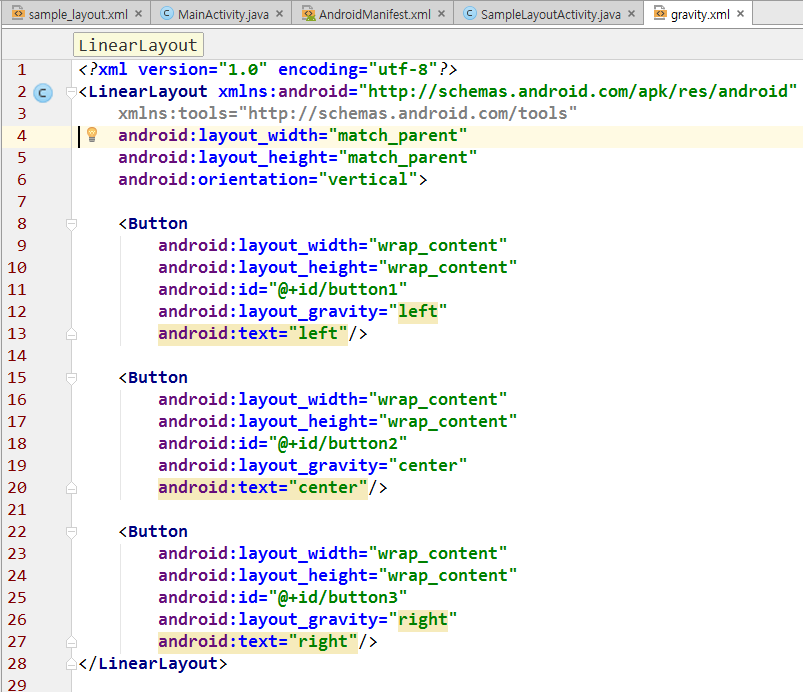 sample_layout.xml × MainActivity.java × AndroidManifest.xml × SampleLayoutActivity.java × gravity.xml ×
LinearLayout
1 <?xml version="1.0" encoding="utf-8"?>
2 C <LinearLayout xmlns:android="http://schemas.android.com/apk/res/android"
3 xmlns:tools="http://schemas.android.com/tools"
4 android:layout_width="match_parent"
5 android:layout_height="match_parent"
6 android:orientation="vertical">
7
8 <Button
9 android:layout_width="wrap_content"
10 android:layout_height="wrap_content"
11 android:id="@+id/button1"
12 android:layout_gravity="left"
13 android:text="left"/>
14
15 <Button
16 android:layout_width="wrap_content"
17 android:layout_height="wrap_content"
18 android:id="@+id/button2"
19 android:layout_gravity="center"
20 android:text="center"/>
21
22 <Button
23 android:layout_width="wrap_content"
24 android:layout_height="wrap_content"
25 android:id="@+id/button3"
26 android:layout_gravity="right"
27 android:text="right"/>
28 </LinearLayout>
29